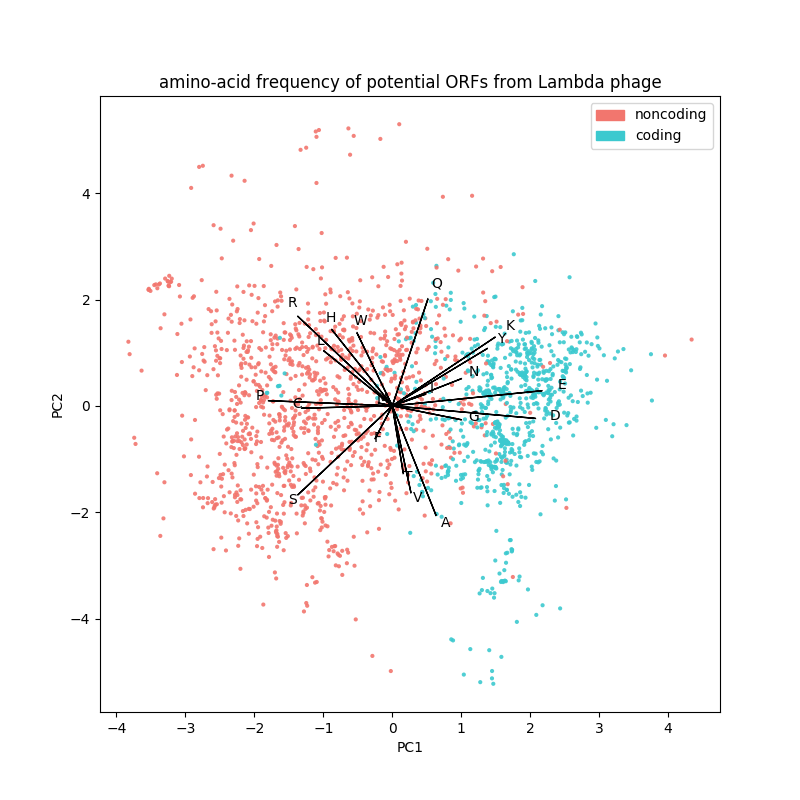 amino-acid frequency of potential ORFs from Lambda phage
noncoding
coding
4
Q
R
2
H
W
K
L
Y
N
I
E
P
C
0
G
D
F
T
V
S
−2
A
−4
−4
−3
−2
−1
0
1
2
3
4
PC1
PC2